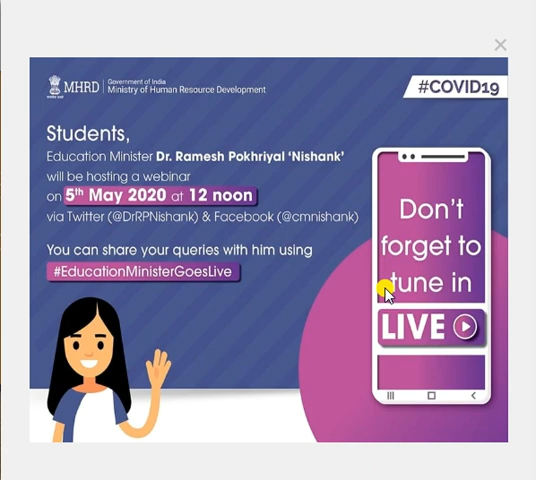 MHRD
Government of India
Ministry of Human Resource Development
#COVID19
Students,
Education Minister Dr. Ramesh Pokhriyal ‘Nishank’
will be hosting a webinar
on 5th May 2020 at 12 noon
via Twitter (@DrRPNishank) & Facebook (@cmnishank)
You can share your queries with him using
#EducationMinisterGoesLive
Don’t
forget to
tune in
LIVE